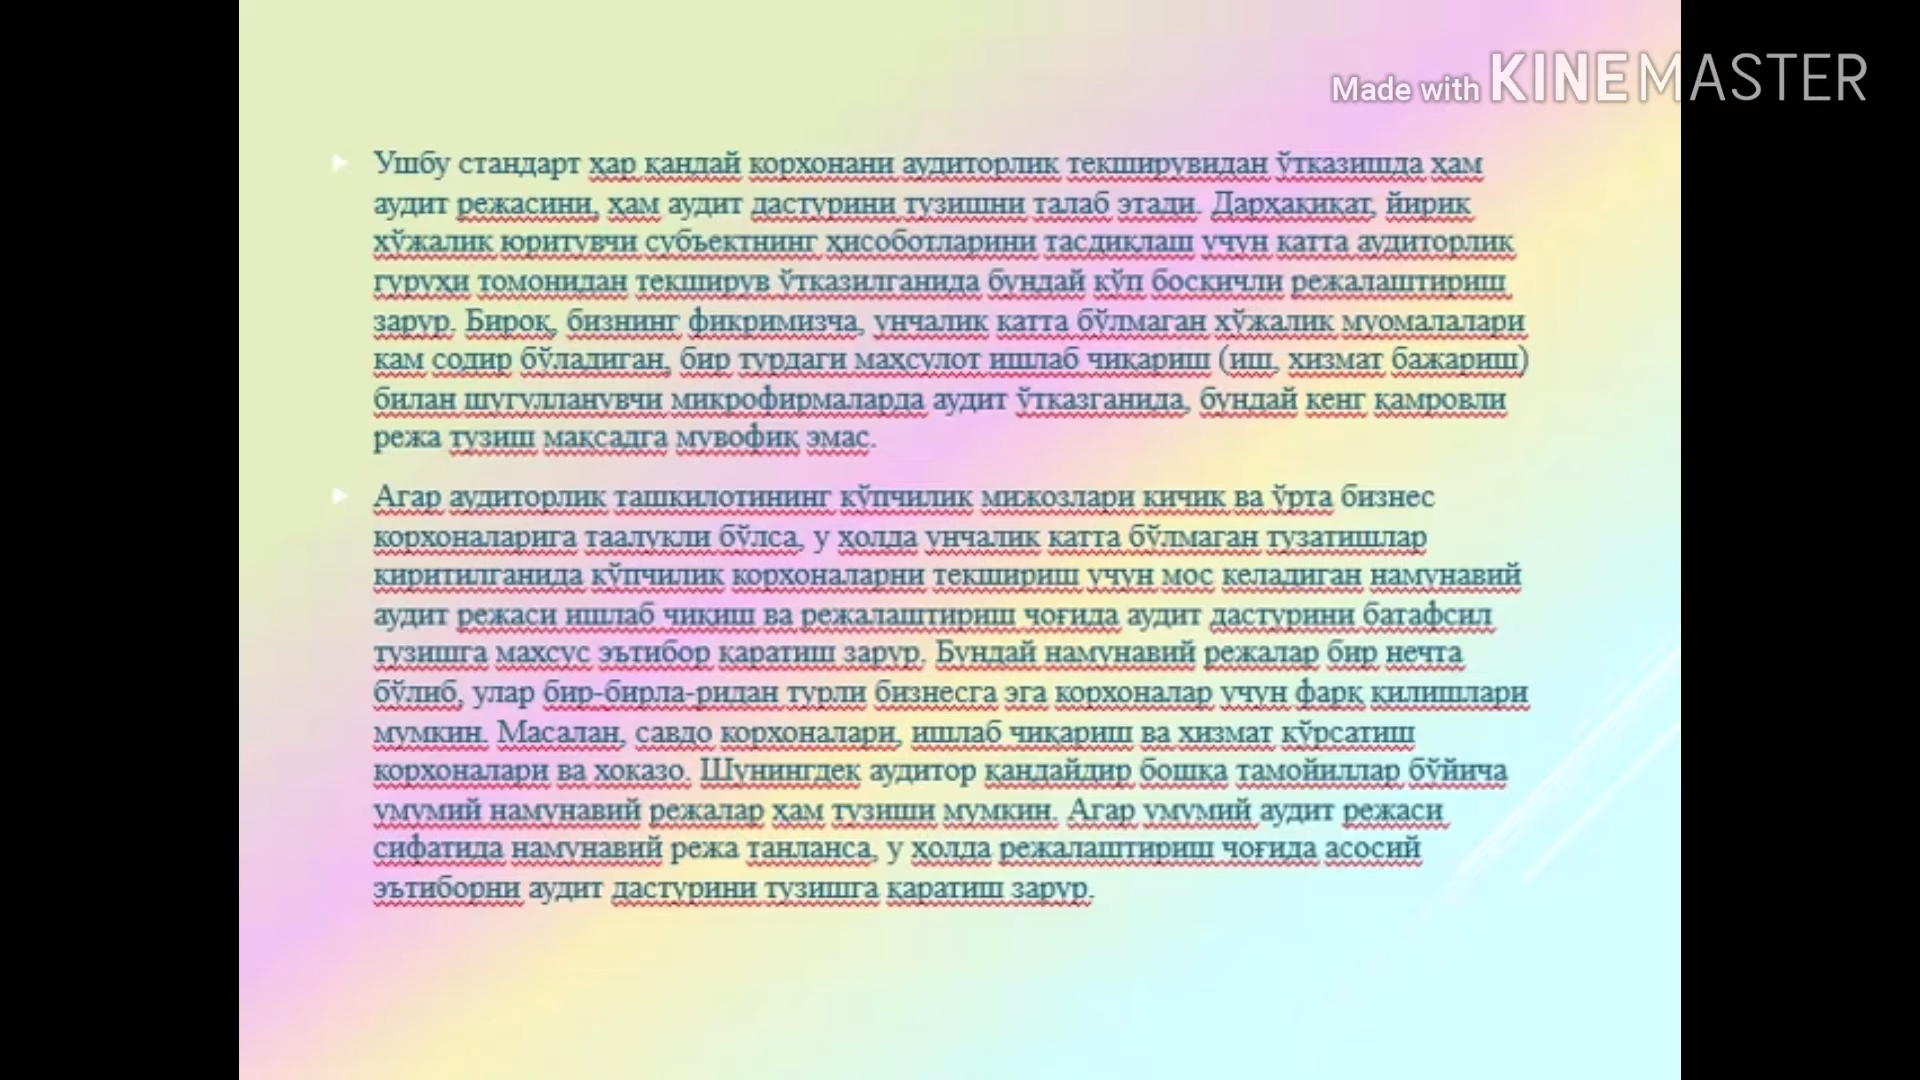 Made with KINEMASTER
Ушбу стандарт ҳар қандай корхонани аудиторлик текширувидан ўтказишда ҳам
аудит режасини, ҳам аудит дастурини тузишни талаб этади. Дарҳақиқат, йирик
хўжалик юритувчи субъектнинг ҳисоботларини тасдиқлаш учун катта аудиторлик
гуруҳи томонидан текширув ўтказилганида бундай кўп босқичли режалаштириш
зарур. Бироқ, бизнинг фикримизча, унчалик катта бўлмаган хўжалик муомалалари
кам содир бўладиган, бир турдаги маҳсулот ишлаб чиқариш (иш, хизмат бажариш)
билан шуғулланувчи микрофирмаларда аудит ўтказганида, бундай кенг қамровли
режа тузиш мақсадга мувофиқ эмас.
Агар аудиторлик ташкилотининг кўпчилик мижозлари кичик ва ўрта бизнес
корхоналарига таалуқли бўлса, у ҳолда унчалик катта бўлмаган тузатишлар
киритилганида кўпчилик корхоналарни текшириш учун мос келадиган намунавий
аудит режаси ишлаб чиқиш ва режалаштириш чоғида аудит дастурини батафсил
тузишга махсус эътибор қаратиш зарур. Бундай намунавий режалар бир нечта
бўлиб, улар бир-бирла-ридан турли бизнесга эга корхоналар учун фарқ қилишлари
мумкин. Масалан, савдо корхоналари, ишлаб чиқариш ва хизмат кўрсатиш
корхоналари ва хоказо. Шунингдек аудитор қандайдир бошқа тамойиллар бўйича
умумий намунавий режалар ҳам тузиши мумкин. Агар умумий аудит режаси
сифатида намунавий режа танланса, у ҳолда режалаштириш чоғида асосий
эътиборни аудит дастурини тузишга қаратиш зарур.